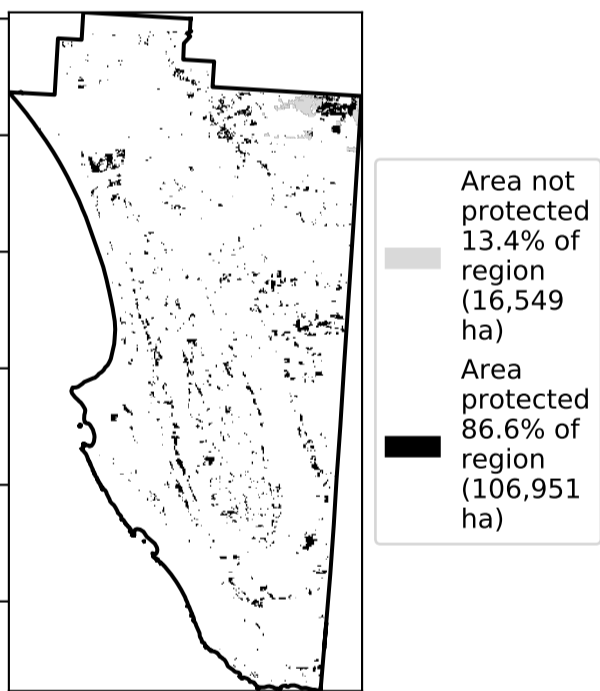 Area not
protected
13.4% of
region
(16,549
ha)
Area
protected
86.6% of
region
(106,951
ha)